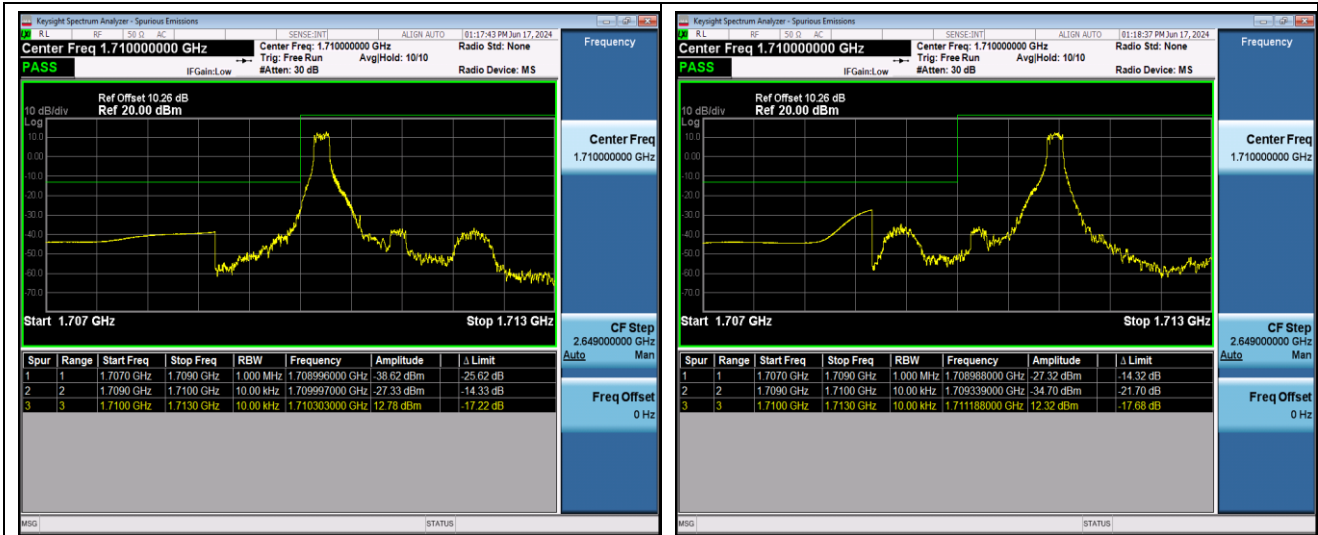 Keysight Spectrum Analyzer - Spurious Emissions
RL RF 50 Ω AC SENSE:INT ALIGN AUTO 01:17:43 PM Jun 17, 2024
Center Freq 1.710000000 GHz
Center Freq: 1.710000000 GHz Radio Std: None
Trig: Free Run Avg|Hold: 10/10
PASS IFGain:Low #Atten: 30 dB Radio Device: MS
Ref Offset 10.26 dB
10 dB/div Ref 20.00 dBm
Log
10.0
0.00
-10.0
-20.0
-30.0
-40.0
-50.0
-60.0
-70.0
Start 1.707 GHz Stop 1.713 GHz
Spur Range Start Freq Stop Freq RBW Frequency Amplitude Δ Limit
1 1 1.7070 GHz 1.7090 GHz 1.000 MHz 1.708996000 GHz -38.62 dBm -25.62 dB
2 2 1.7090 GHz 1.7100 GHz 10.00 kHz 1.709997000 GHz -27.33 dBm -14.33 dB
3 3 1.7100 GHz 1.7130 GHz 10.00 kHz 1.710303000 GHz 12.78 dBm -17.22 dB
MSG STATUS
Frequency
Center Freq
1.710000000 GHz
CF Step
2.649000000 GHz
Auto Man
Freq Offset
0 Hz
Keysight Spectrum Analyzer - Spurious Emissions
RL RF 50 Ω AC SENSE:INT ALIGN AUTO 01:18:37 PM Jun 17, 2024
Center Freq 1.710000000 GHz
Center Freq: 1.710000000 GHz Radio Std: None
Trig: Free Run Avg|Hold: 10/10
PASS IFGain:Low #Atten: 30 dB Radio Device: MS
Ref Offset 10.26 dB
10 dB/div Ref 20.00 dBm
Log
10.0
0.00
-10.0
-20.0
-30.0
-40.0
-50.0
-60.0
-70.0
Start 1.707 GHz Stop 1.713 GHz
Spur Range Start Freq Stop Freq RBW Frequency Amplitude Δ Limit
1 1 1.7070 GHz 1.7090 GHz 1.000 MHz 1.708988000 GHz -27.32 dBm -14.32 dB
2 2 1.7090 GHz 1.7100 GHz 10.00 kHz 1.709339000 GHz -34.70 dBm -21.70 dB
3 3 1.7100 GHz 1.7130 GHz 10.00 kHz 1.711188000 GHz 12.32 dBm -17.68 dB
MSG STATUS
Frequency
Center Freq
1.710000000 GHz
CF Step
2.649000000 GHz
Auto Man
Freq Offset
0 Hz